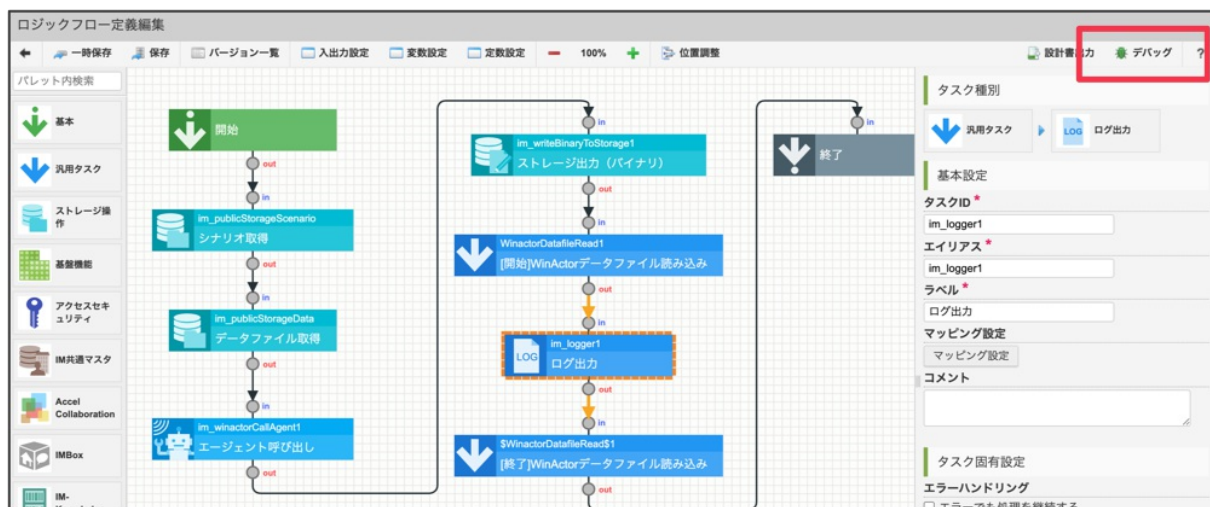 ロジックフロー定義編集
一時保存 保存 バージョン一覧 入出力設定 変数設定 定数設定 100% 位置調整 設計書出力 デバッグ ?
パレット内検索
基本
汎用タスク
ストレージ操
作
基盤機能
アクセスセキ
ュリティ
IM共通マスタ
Accel
Collaboration
IMBox
IM-
開始
out
in
im_publicStorageScenario
シナリオ取得
out
in
im_publicStorageData
データファイル取得
out
in
im_winactorCallAgent1
エージェント呼び出し
out
in
im_writeBinaryToStorage1
ストレージ出力（バイナリ）
out
in
WinactorDatafileRead1
[開始]WinActorデータファイル読み込み
out
in
LOG
im_logger1
ログ出力
out
in
$WinactorDatafileRead$1
[終了]WinActorデータファイル読み込み
out
in
終了
タスク種別
汎用タスク LOG ログ出力
基本設定
タスクID *
im_logger1
エイリアス *
im_logger1
ラベル *
ログ出力
マッピング設定
マッピング設定
コメント
タスク固有設定
エラーハンドリング
エラーでも処理を継続する